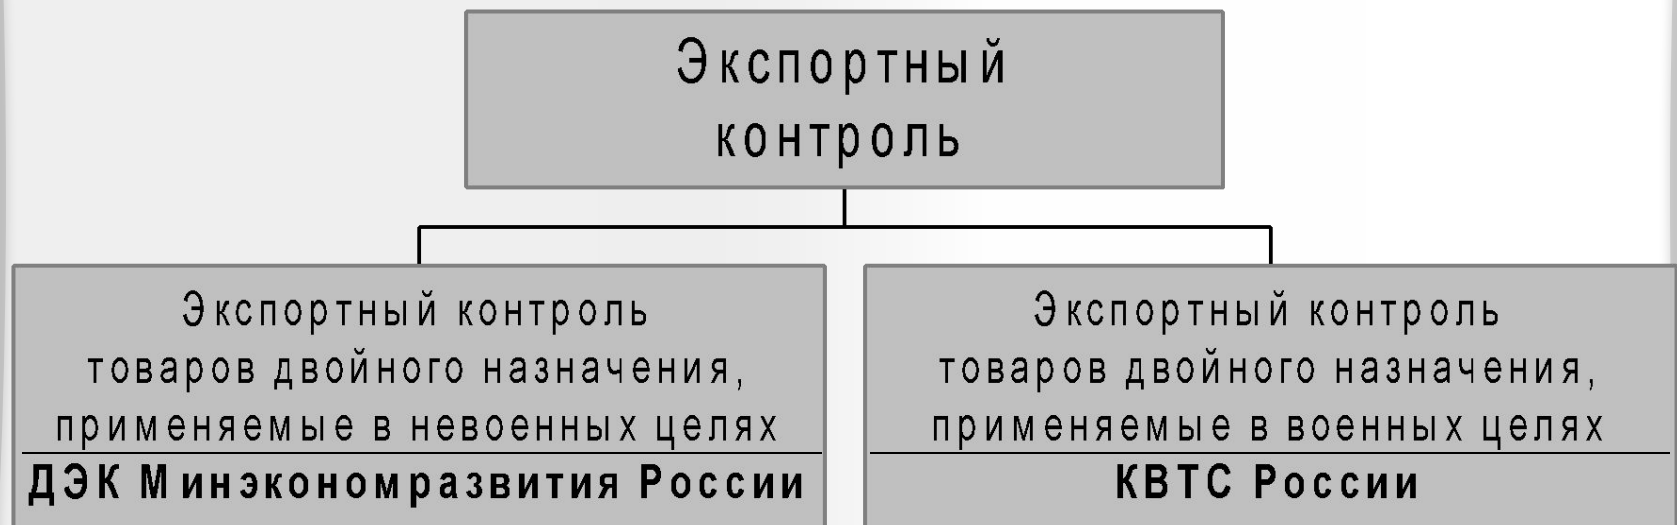 Экспортный
контроль
Экспортный контроль
товаров двойного назначения,
применяемые в невоенных целях
ДЭК Минэкономразвития России
Экспортный контроль
товаров двойного назначения,
применяемые в военных целях
КВТС России